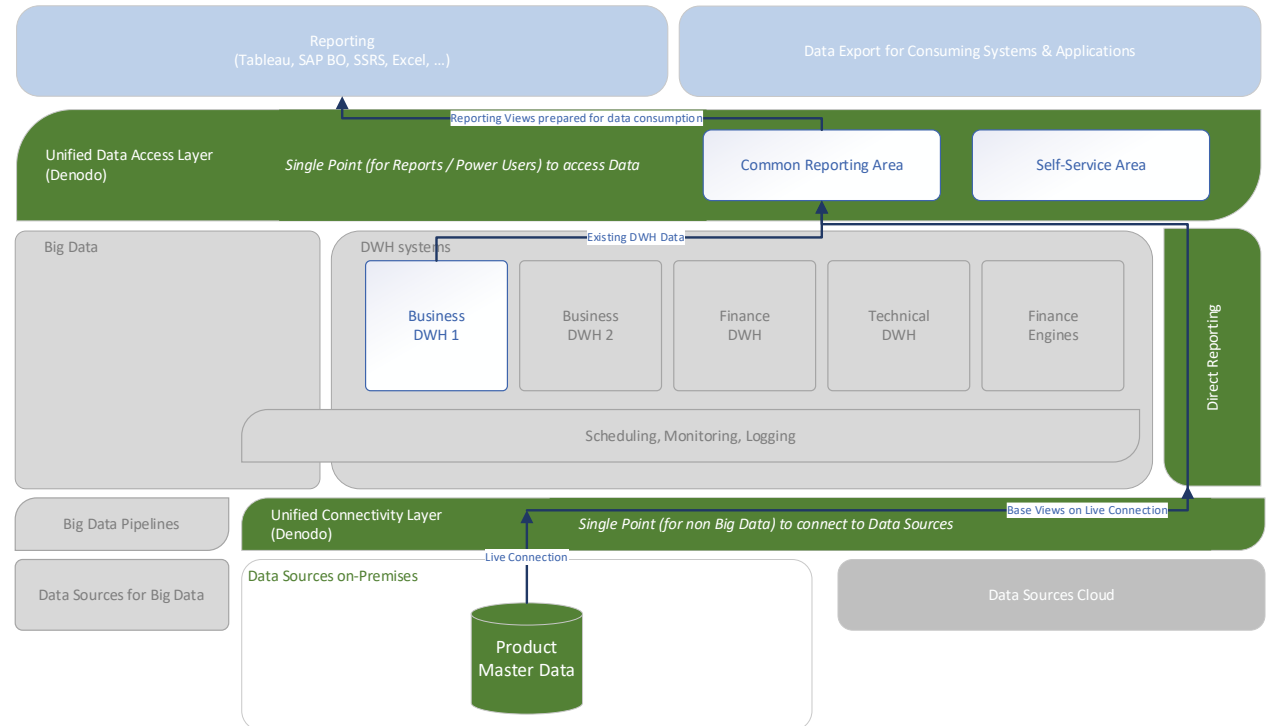 Reporting
(Tableau, SAP BO, SSRS, Excel, ...)
Data Export for Consuming Systems & Applications
Reporting Views prepared for data consumption
Unified Data Access Layer
(Denodo)
Single Point (for Reports / Power Users) to access Data
Common Reporting Area
Self-Service Area
Existing DWH Data
Big Data
DWH systems
Business
DWH 1
Business
DWH 2
Finance
DWH
Technical
DWH
Finance
Engines
Direct Reporting
Scheduling, Monitoring, Logging
Big Data Pipelines
Unified Connectivity Layer
(Denodo)
Single Point (for non Big Data) to connect to Data Sources
Base Views on Live Connection
Live Connection
Data Sources for Big Data
Data Sources on-Premises
Data Sources Cloud
Product
Master Data